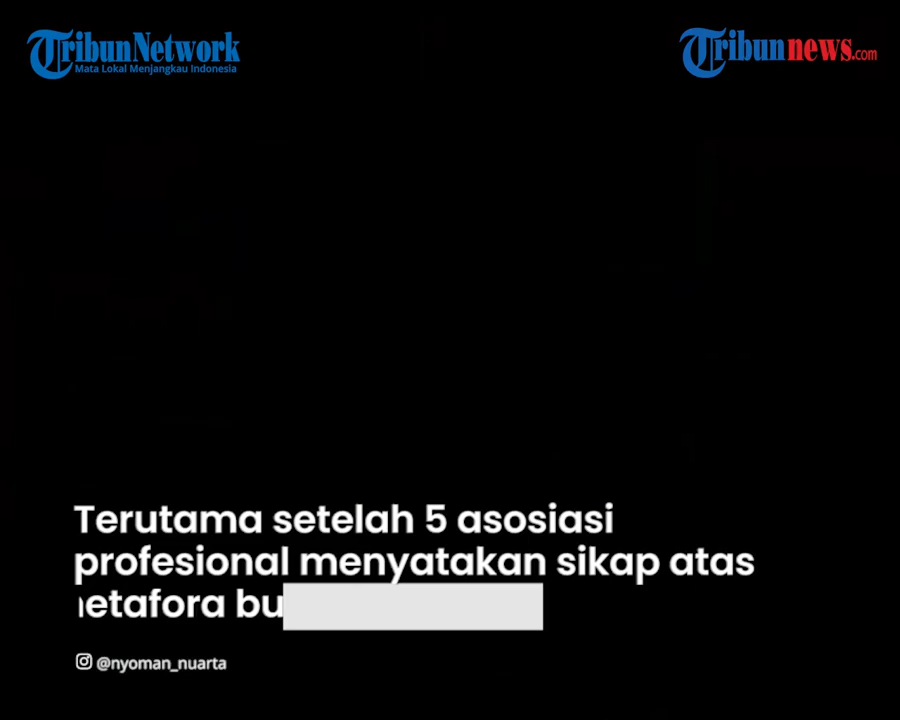 TribunNetwork
Mata Lokal Menjangkau Indonesia
Tribunnews.com
Terutama setelah 5 asosiasi
profesional menyatakan sikap atas
etafora bu
@nyoman_nuarta